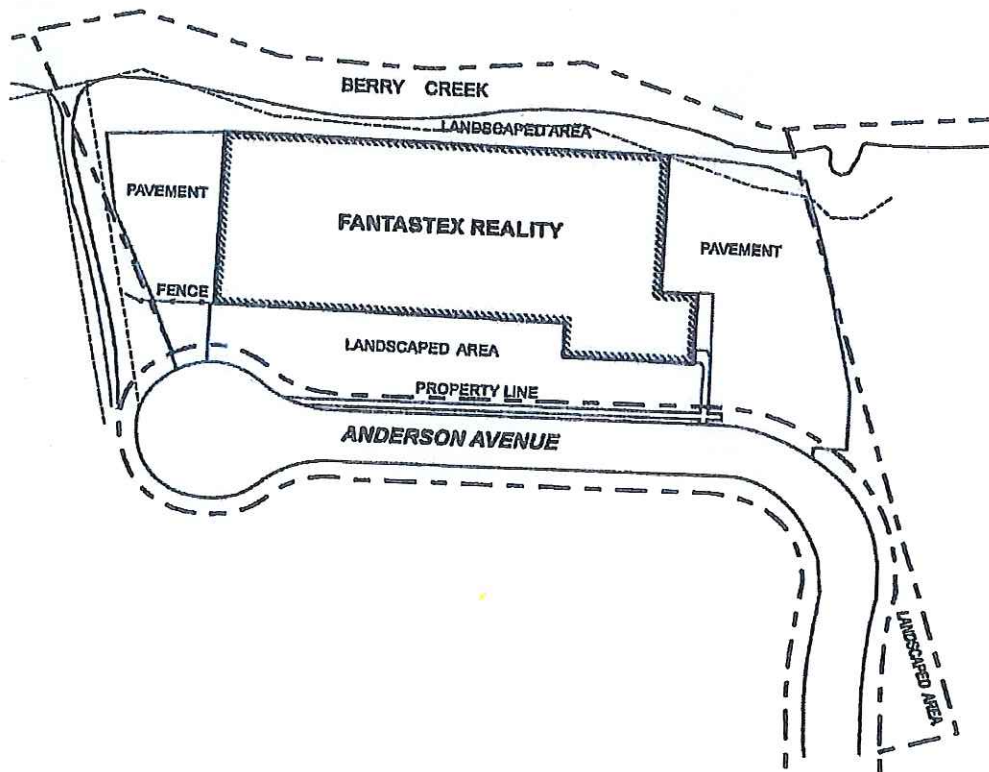 BERRY CREEK
LANDSCAPED AREA
PAVEMENT
FANTASTEX REALITY
PAVEMENT
FENCE
LANDSCAPED AREA
PROPERTY LINE
ANDERSON AVENUE
LANDSCAPED AREA